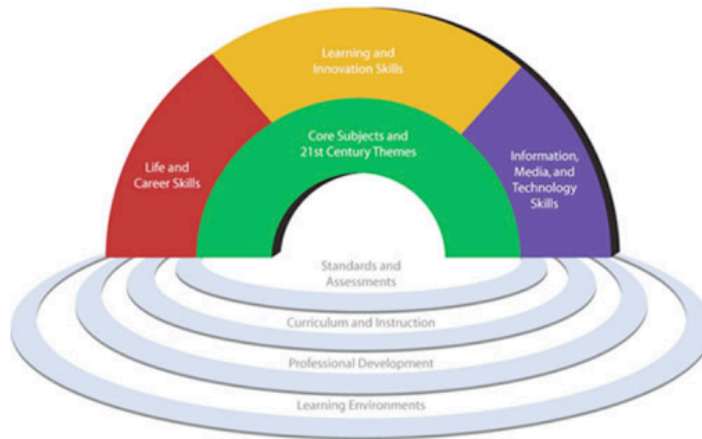 Learning and
Innovation Skills
Core Subjects and
21st Century Themes
Life and
Career Skills
Information,
Media, and
Technology
Skills
Standards and
Assessments
Curriculum and Instruction
Professional Development
Learning Environments